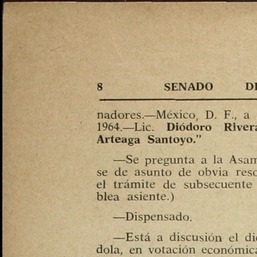 8 SENADO
nadores.—México, D. F., a
1964.—Lic. Diódoro Rivera
Arteaga Santoyo."
—Se pregunta a la Asam
se de asunto de obvia reso
el trámite de subsecuente
blea asiente.)
—Dispensado.
—Está a discusión el di
dola, en votación económic